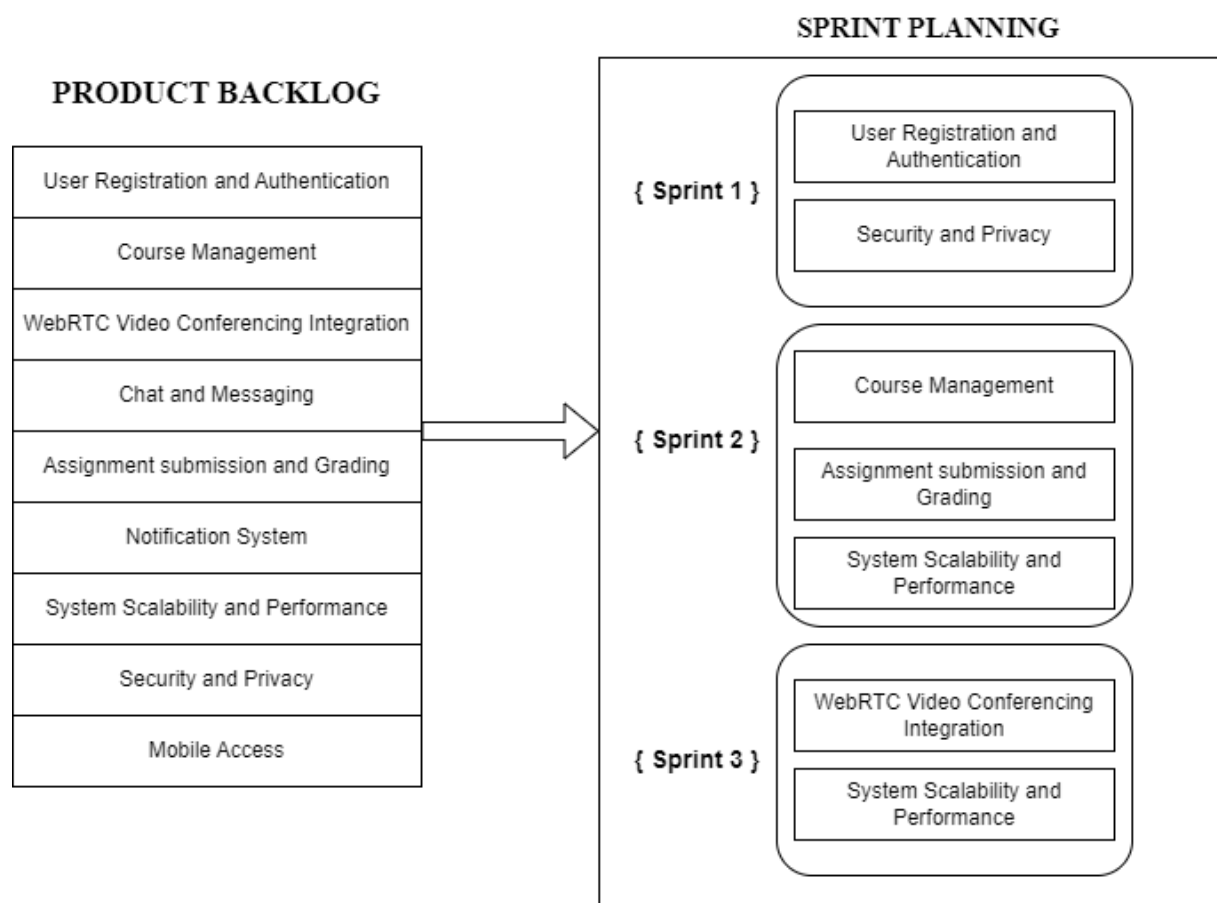 PRODUCT BACKLOG
User Registration and Authentication
Course Management
WebRTC Video Conferencing Integration
Chat and Messaging
Assignment submission and Grading
Notification System
System Scalability and Performance
Security and Privacy
Mobile Access
SPRINT PLANNING
{ Sprint 1 }
User Registration and
Authentication
Security and Privacy
{ Sprint 2 }
Course Management
Assignment submission and
Grading
System Scalability and
Performance
{ Sprint 3 }
WebRTC Video Conferencing
Integration
System Scalability and
Performance